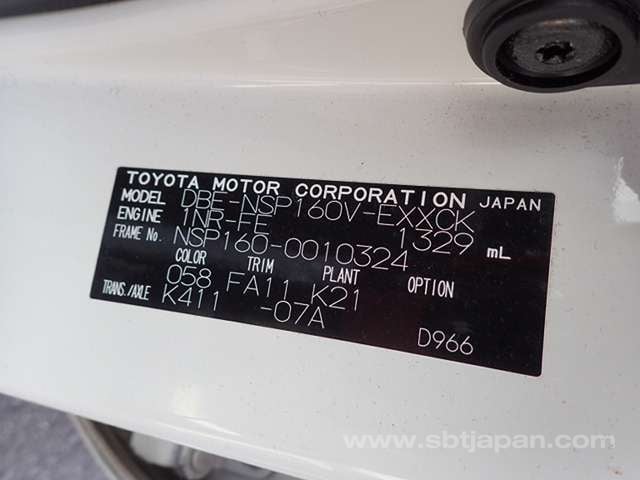 TOYOTA MOTOR CORPORATION JAPAN
MODEL DBE-NSP160V-EXXCK
ENGINE 1NR-FE 1329 mL
FRAME No. NSP160-0010324
COLOR TRIM PLANT OPTION
058 FA11 K21
TRANS./AXLE K411 -07A
D966
www.sbtjapan.com